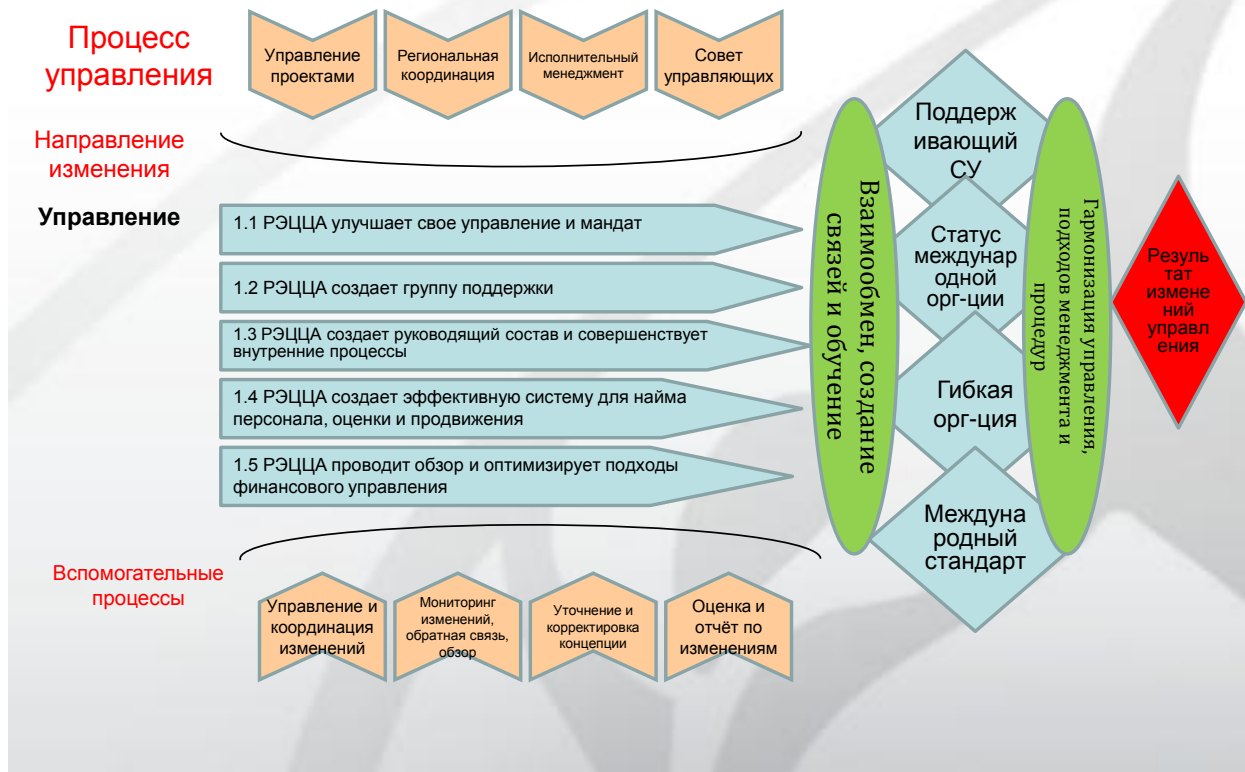 Процесс
управления
Управление
проектами
Региональная
координация
Исполнительный
менеджмент
Совет
управляющих
Направление
изменения
Управление
1.1 РЭЦЦА улучшает свое управление и мандат
1.2 РЭЦЦА создает группу поддержки
1.3 РЭЦЦА создает руководящий состав и совершенствует
внутренние процессы
1.4 РЭЦЦА создает эффективную систему для найма
персонала, оценки и продвижения
1.5 РЭЦЦА проводит обзор и оптимизирует подходы
финансового управления
Взаимообмен, создание
связей и обучение
Поддерж
ивающий
СУ
Статус
междунар
одной
орг-ции
Гибкая
орг-ция
Междуна
родный
стандарт
Гармонизация управления,
подходов менеджмента и
процедур
Резуль
тат
измене
ний
управл
ения
Вспомогательные
процессы
Управление и
координация
изменений
Мониторинг
изменений,
обратная связь,
обзор
Уточнение и
корректировка
концепции
Оценка и
отчёт по
изменениям